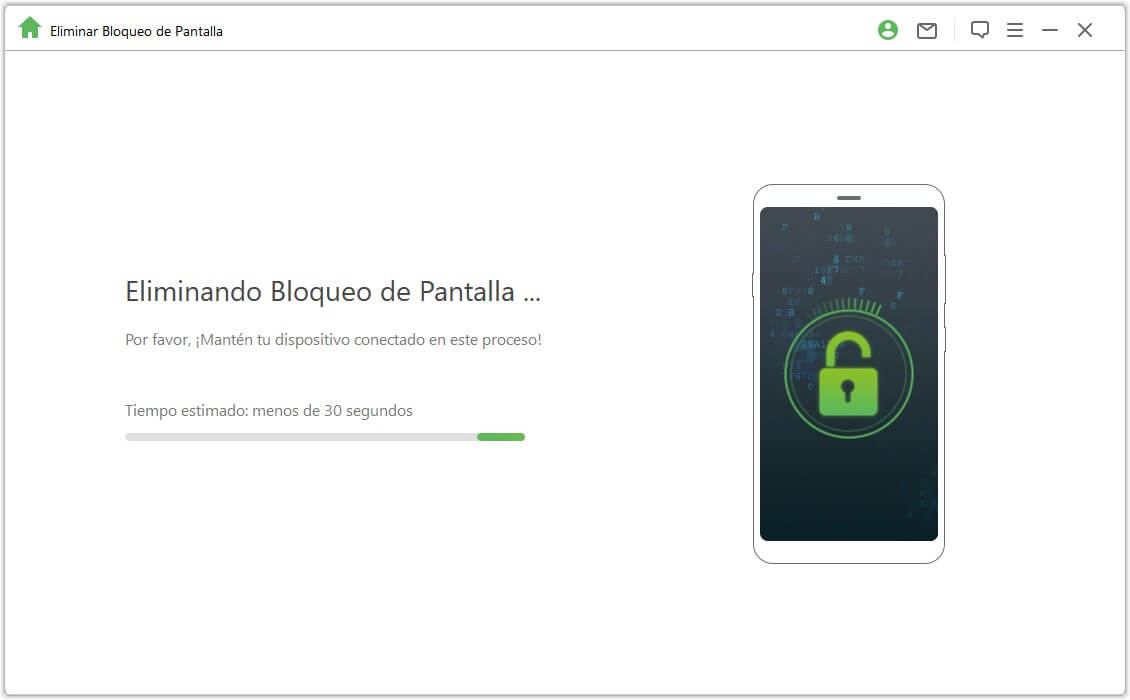 Eliminar Bloqueo de Pantalla
Eliminando Bloqueo de Pantalla ...
Por favor, ¡Mantén tu dispositivo conectado en este proceso!
Tiempo estimado: menos de 30 segundos